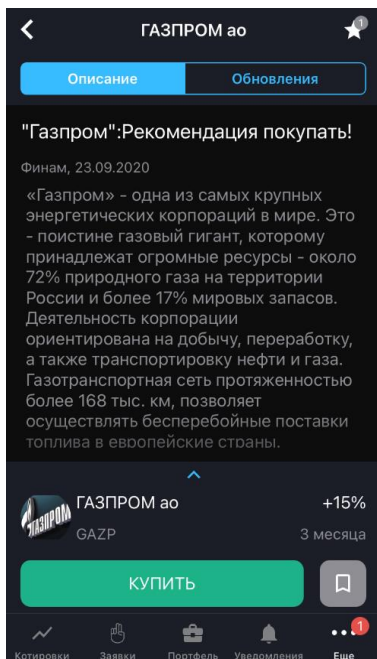 ГАЗПРОМ ао
1
Описание
Обновления
"Газпром":Рекомендация покупать!
Финам, 23.09.2020
«Газпром» - одна из самых крупных
энергетических корпораций в мире. Это
- поистине газовый гигант, которому
принадлежат огромные ресурсы - около
72% природного газа на территории
России и более 17% мировых запасов.
Деятельность корпорации
ориентирована на добычу, переработку,
а также транспортировку нефти и газа.
Газотранспортная сеть протяженностью
более 168 тыс. км, позволяет
осуществлять бесперебойные поставки
топлива в европейские страны.
ГАЗПРОМ
ГАЗПРОМ ао
+15%
GAZP
3 месяца
КУПИТЬ
1
Котировки
Заявки
Портфель
Уведомления
Еще